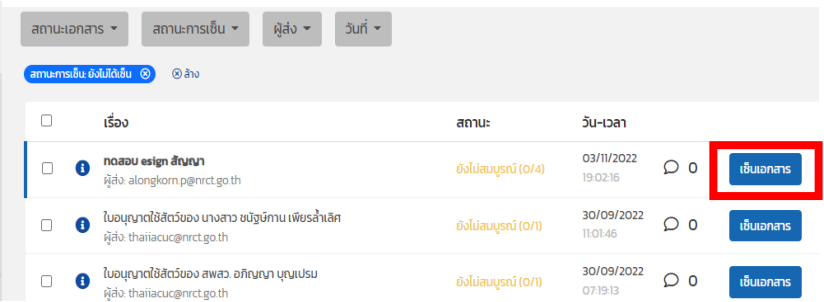 สถานะเอกสาร สถานะการเซ็น ผู้ส่ง วันที่
สถานะการเซ็น: ยังไม่ได้เซ็น ล้าง
เรื่อง สถานะ วัน-เวลา
ทดสอบ esign สัญญา ยังไม่สมบูรณ์ (0/4) 03/11/2022 0 เซ็นเอกสาร
ผู้ส่ง: alongkorn.p@nrct.go.th 19:02:16
ใบอนุญาตใช้สัตว์ของ นางสาว ชนัฐษ์กาน เพียรล้ำเลิศ ยังไม่สมบูรณ์ (0/1) 30/09/2022 0 เซ็นเอกสาร
ผู้ส่ง: thaiiacuc@nrct.go.th 11:01:46
ใบอนุญาตใช้สัตว์ของ สพสว. อภิญญา บุญเปรม ยังไม่สมบูรณ์ (0/1) 30/09/2022 0 เซ็นเอกสาร
ผู้ส่ง: thaiiacuc@nrct.go.th 07:19:13